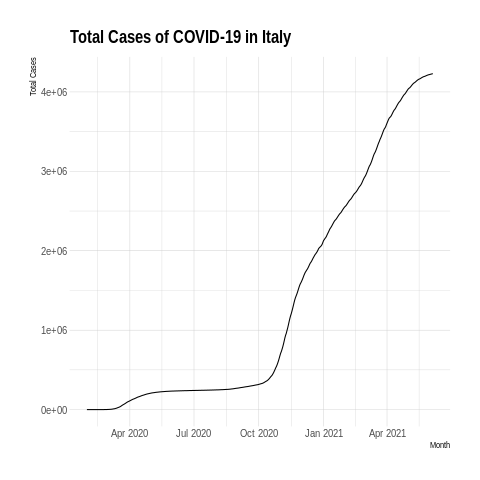 Total Cases of COVID-19 in Italy
Total Cases
4e+06
3e+06
2e+06
1e+06
0e+00
Apr 2020 Jul 2020 Oct 2020 Jan 2021 Apr 2021
Month